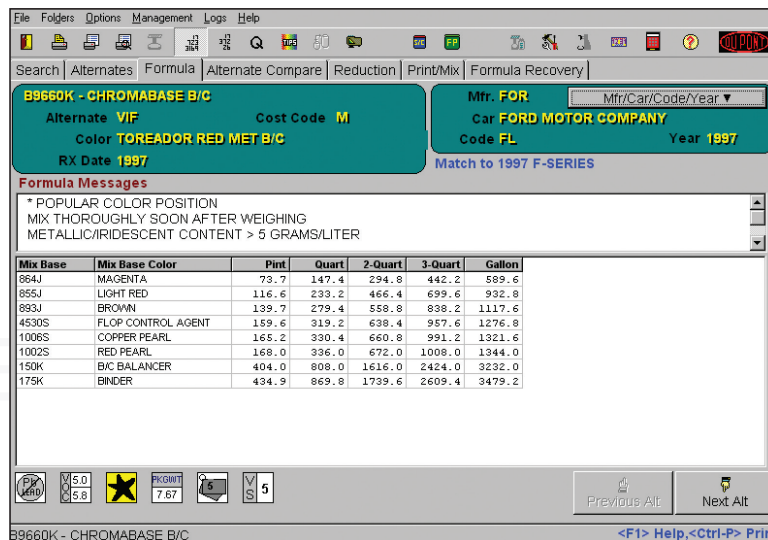 File Folders Options Management Logs Help
DUPONT
Search Alternates Formula Alternate Compare Reduction Print/Mix Formula Recovery
B9660K - CHROMABASE B/C
Alternate VIF Cost Code M
Color TOREADOR RED MET B/C
RX Date 1997
Mfr. FOR Mfr/Car/Code/Year ▼
Car FORD MOTOR COMPANY
Code FL Year 1997
Match to 1997 F-SERIES
Formula Messages
* POPULAR COLOR POSITION
MIX THOROUGHLY SOON AFTER WEIGHING
METALLIC/IRIDESCENT CONTENT > 5 GRAMS/LITER
Mix Base Mix Base Color Pint Quart 2-Quart 3-Quart Gallon
864J MAGENTA 73.7 147.4 294.8 442.2 589.6
855J LIGHT RED 116.6 233.2 466.4 699.6 932.8
893J BROWN 139.7 279.4 558.8 838.2 1117.6
4530S FLOP CONTROL AGENT 159.6 319.2 638.4 957.6 1276.8
1006S COPPER PEARL 165.2 330.4 660.8 991.2 1321.6
1002S RED PEARL 168.0 336.0 672.0 1008.0 1344.0
150K B/C BALANCER 404.0 808.0 1616.0 2424.0 3232.0
175K BINDER 434.9 869.8 1739.6 2609.4 3479.2
Pb LEAD
VOC 5.0 5.8
PKGWT 7.67
5
VS 5
Previous Alt
Next Alt
B9660K - CHROMABASE B/C
<F1> Help,<Ctrl-P> Prin